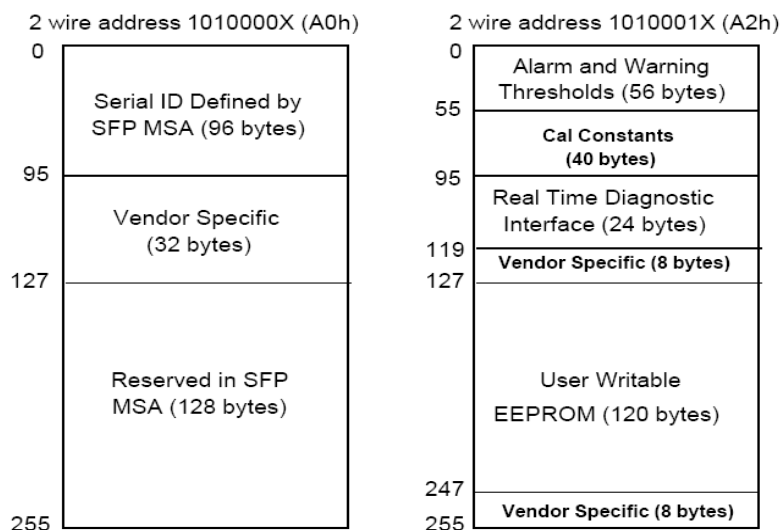 2 wire address 1010000X (A0h)
0
Serial ID Defined by
SFP MSA (96 bytes)
95
Vendor Specific
(32 bytes)
127
Reserved in SFP
MSA (128 bytes)
255
2 wire address 1010001X (A2h)
0
Alarm and Warning
Thresholds (56 bytes)
55
Cal Constants
(40 bytes)
95
Real Time Diagnostic
Interface (24 bytes)
119
Vendor Specific (8 bytes)
127
User Writable
EEPROM (120 bytes)
247
Vendor Specific (8 bytes)
255